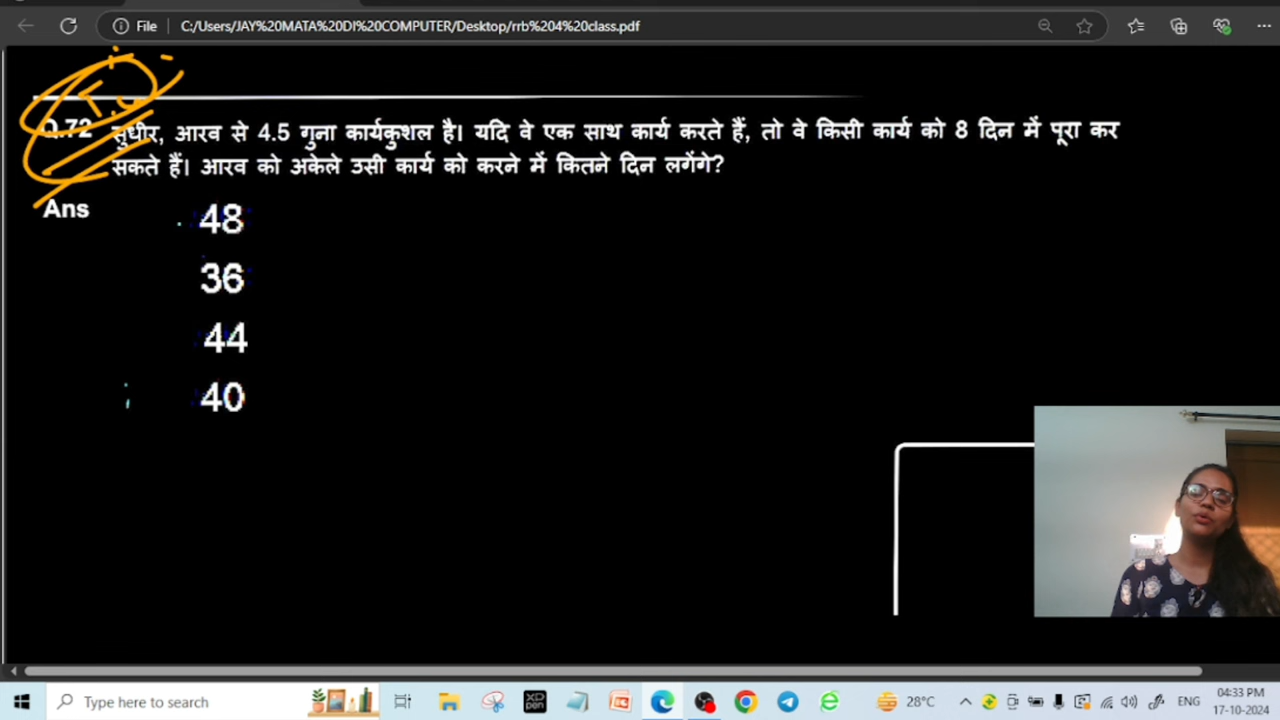 File C:/Users/JAY%20MATA%20DI%20COMPUTER/Desktop/rrb%204%20class.pdf
Q.72 सुधीर, आरव से 4.5 गुना कार्यकुशल है। यदि वे एक साथ कार्य करते हैं, तो वे किसी कार्य को 8 दिन में पूरा कर
सकते हैं। आरव को अकेले उसी कार्य को करने में कितने दिन लगेंगे?
Ans
48
36
44
40
Type here to search 28°C ENG 04:33 PM
17-10-2024